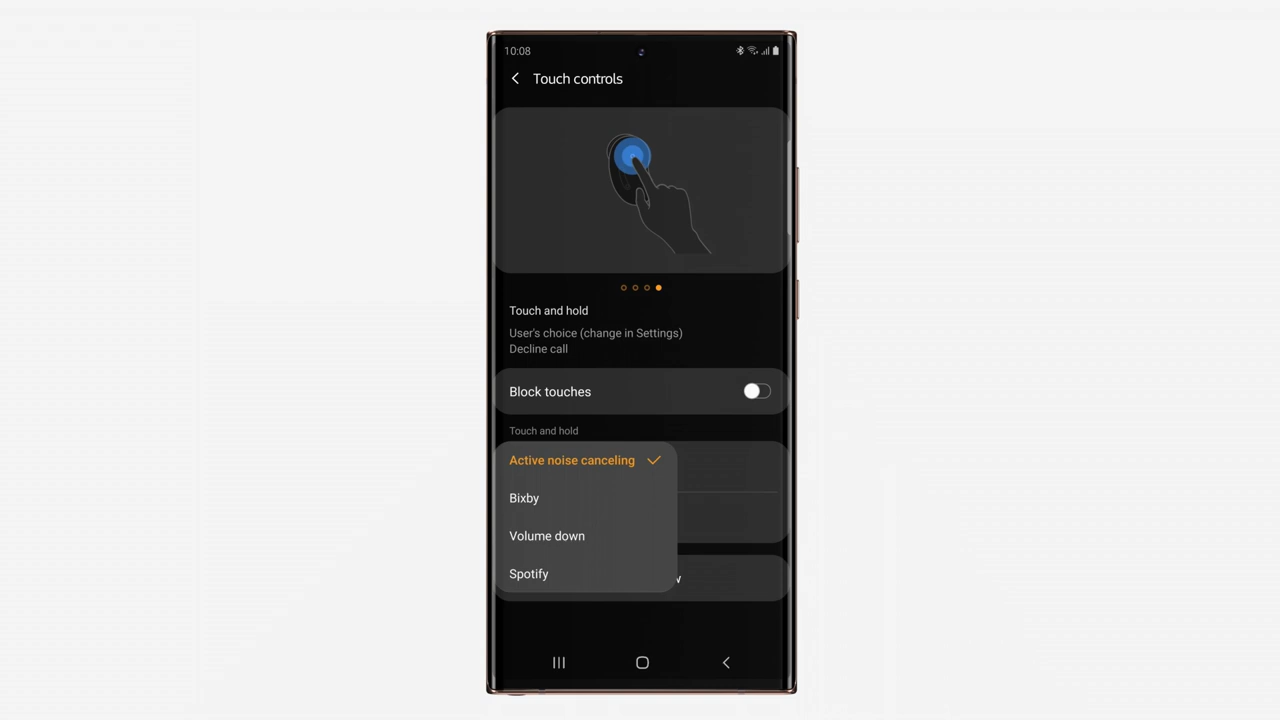 10:08
Touch controls
Touch and hold
User's choice (change in Settings)
Decline call
Block touches
Touch and hold
Active noise canceling
Bixby
Volume down
Spotify
w